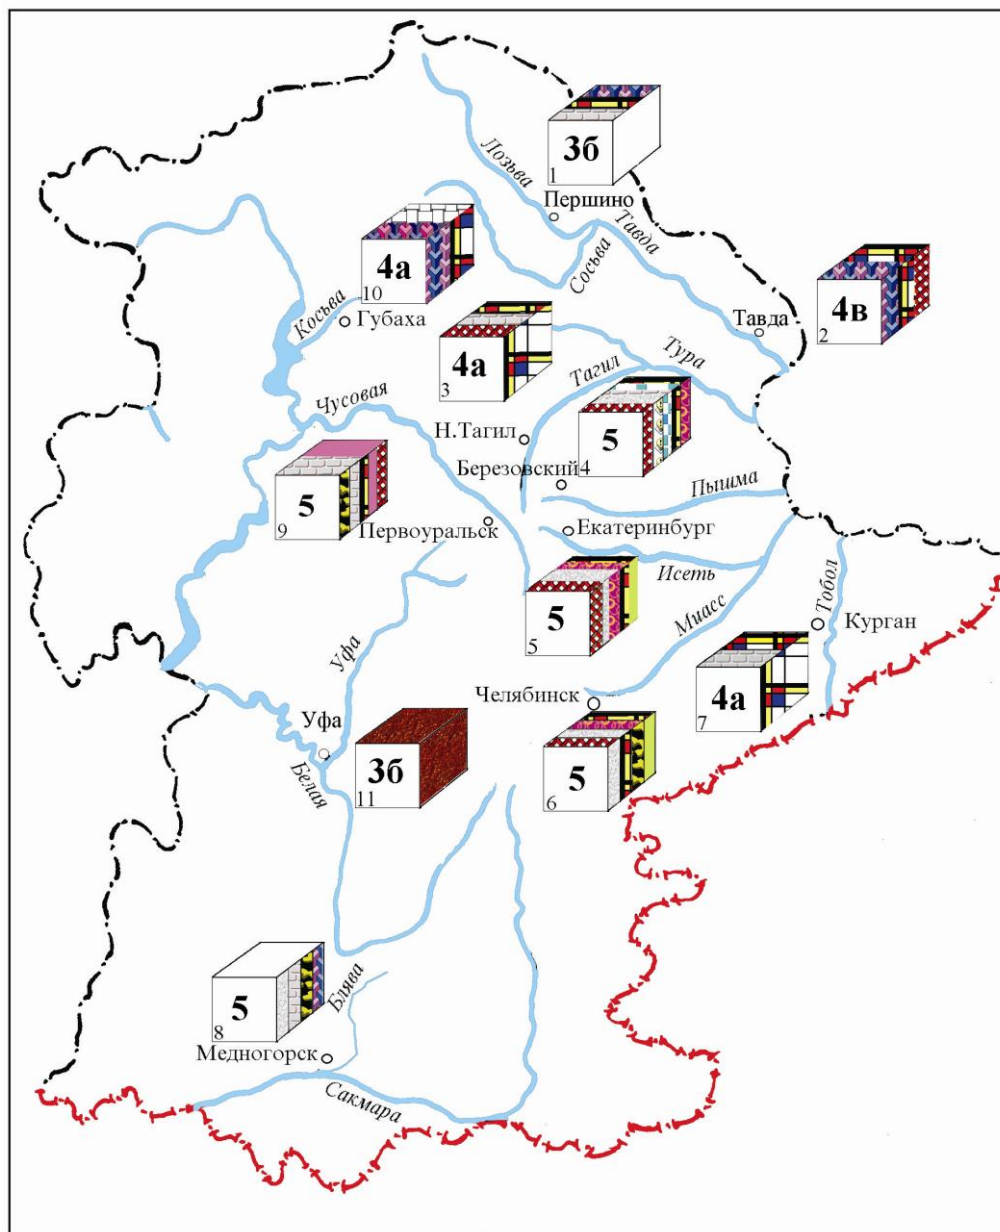 3б
1
Лозьва
Першино
Тавда
4а
10
Сосьва
4в
2
Косьва
Губаха
Тавда
4а
3
Тура
Тагил
Чусовая
5
Н.Тагил
Березовский4
Пышма
5
9
Первоуральск
Екатеринбург
Исеть
5
5
Миасс
Тобол
Курган
Уфа
4а
7
Челябинск
Уфа
3б
11
5
6
Белая
5
8
Блява
Медногорск
Сакмара